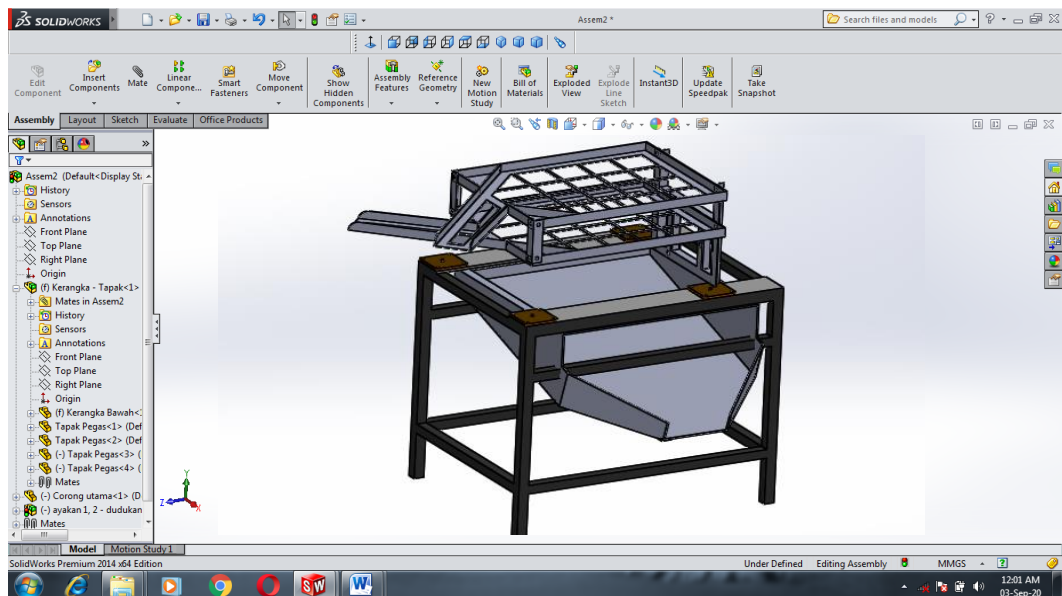 SOLIDWORKS
Assem2 *
Search files and models
Edit Component
Insert Components
Mate
Linear Compone...
Smart Fasteners
Move Component
Show Hidden Components
Assembly Features
Reference Geometry
New Motion Study
Bill of Materials
Exploded View
Explode Line Sketch
Instant3D
Update Speedpak
Take Snapshot
Assembly Layout Sketch Evaluate Office Products
Assem2 (Default<Display St
History
Sensors
Annotations
Front Plane
Top Plane
Right Plane
Origin
(f) Kerangka - Tapak<1>
Mates in Assem2
History
Sensors
Annotations
Front Plane
Top Plane
Right Plane
Origin
(f) Kerangka Bawah<
Tapak Pegas<1> (Def
Tapak Pegas<2> (Def
(-) Tapak Pegas<3> (
(-) Tapak Pegas<4> (
Mates
(-) Corong utama<1> (D
(-) ayakan 1, 2 - dudukan
Mates
Y
Z
X
Model Motion Study 1
SolidWorks Premium 2014 x64 Edition
Under Defined Editing Assembly MMGS
12:01 AM
03-Sep-20